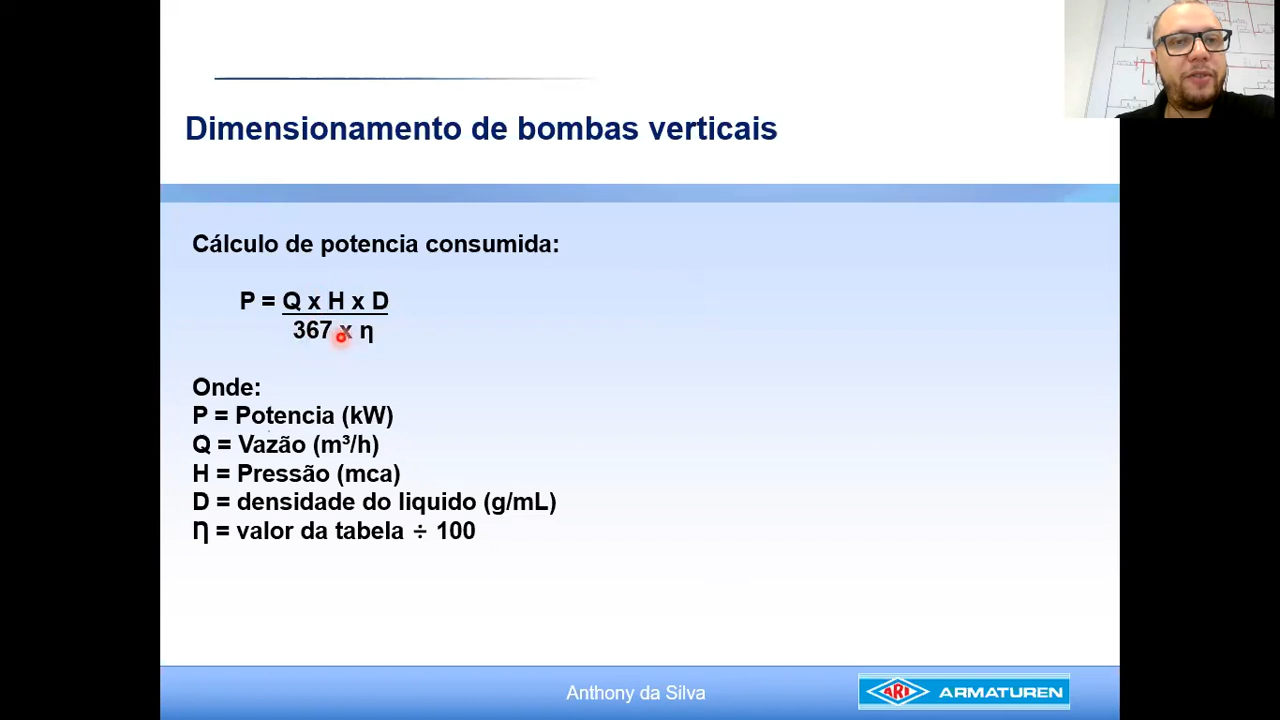 Dimensionamento de bombas verticais
Cálculo de potencia consumida:
P = Q x H x D
367 x η
Onde:
P = Potencia (kW)
Q = Vazão (m³/h)
H = Pressão (mca)
D = densidade do liquido (g/mL)
Ƞ = valor da tabela ÷ 100
Anthony da Silva
ARI ARMATUREN